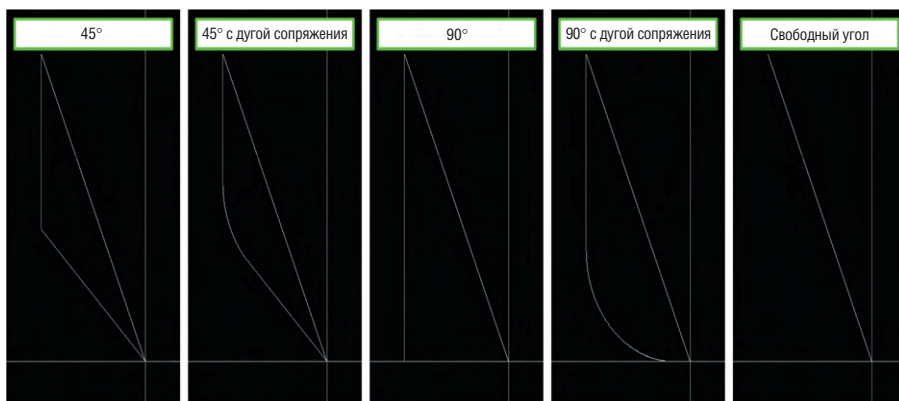 45°
45° с дугой сопряжения
90°
90° с дугой сопряжения
Свободный угол